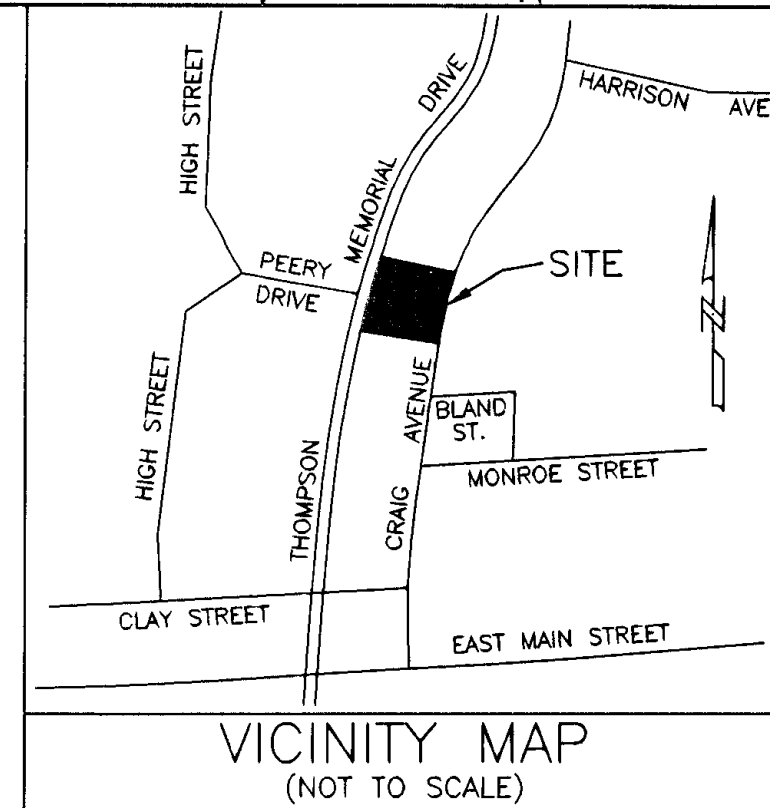 HIGH STREET
THOMPSON MEMORIAL DRIVE
HARRISON AVE
PEERY
DRIVE
SITE
N
HIGH STREET
CRAIG AVENUE
BLAND
ST.
MONROE STREET
CLAY STREET
EAST MAIN STREET
VICINITY MAP
(NOT TO SCALE)